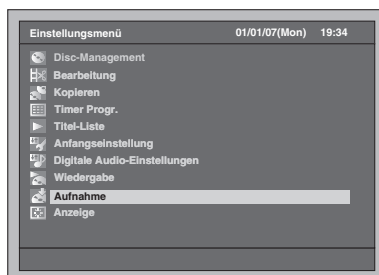 Einstellungsmenü 01/01/07(Mon) 19:34
Disc-Management
Bearbeitung
Kopieren
Timer Progr.
Titel-Liste
Anfangseinstellung
Digitale Audio-Einstellungen
Wiedergabe
Aufnahme
Anzeige